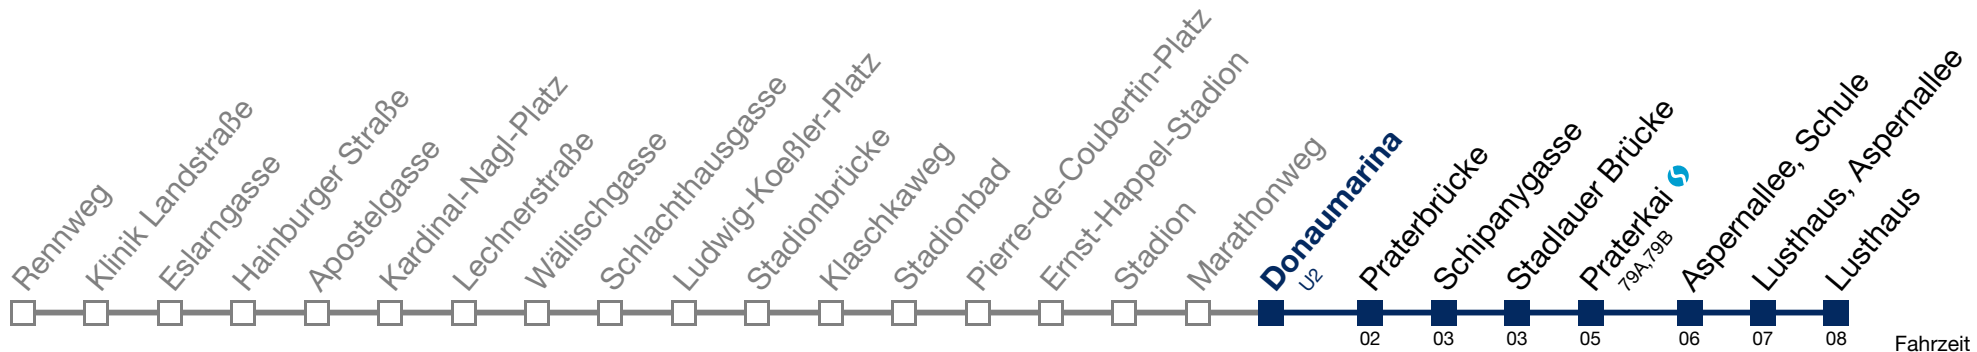 Rennweg
Klinik Landstraße
Eslarngasse
Hainburger Straße
Apostelgasse
Kardinal-Nagl-Platz
Lechnerstraße
Wällischgasse
Schlachthausgasse
Ludwig-Koeßler-Platz
Stadionbrücke
Klaschkaweg
Stadionbad
Pierre-de-Coubertin-Platz
Ernst-Happel-Stadion
Stadion
Marathonweg
Donaumarina
U2
Praterbrücke
Schipanygasse
Stadlauer Brücke
Praterkai
79A,79B
Aspernallee, Schule
Lusthaus, Aspernallee
Lusthaus
02 03 03 05 06 07 08 Fahrzeit